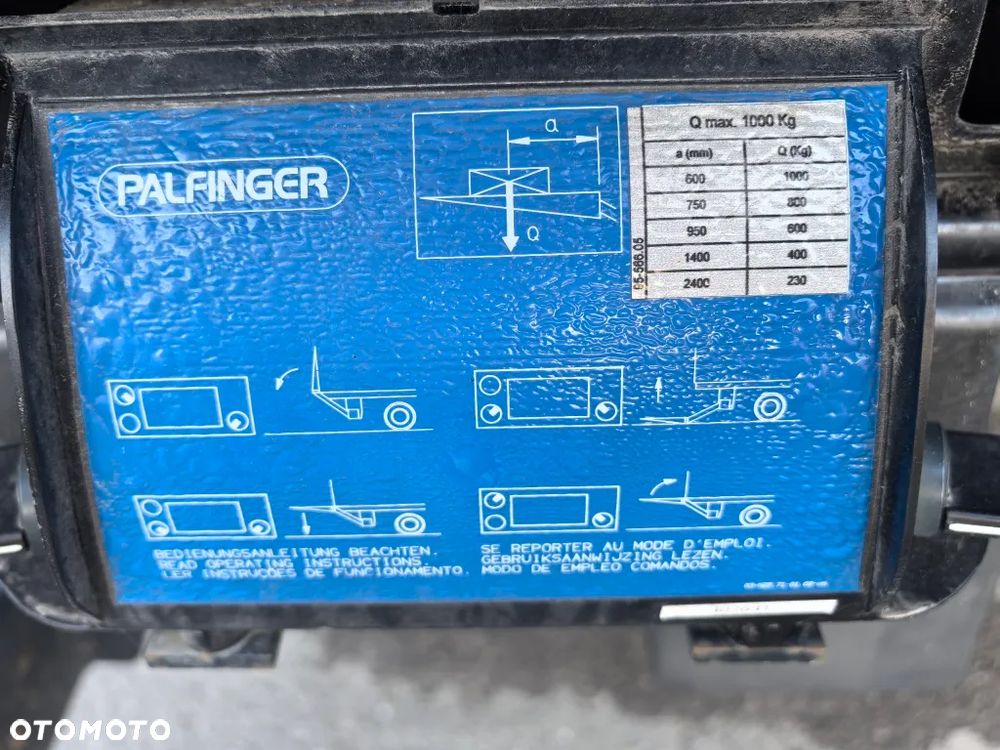 PALFINGER
a
Q
Q max. 1000 Kg
a (mm) Q (Kg)
600 1000
750 800
950 600
1400 400
2400 230
05-566.05
BEDIENUNGSANLEITUNG BEACHTEN.
READ OPERATING INSTRUCTIONS.
LER INSTRUÇÕES DE FUNCIONAMENTO.
SE REPORTER AU MODE D'EMPLOI.
GEBRUIKSAANWIJZING LEZEN.
MODO DE EMPLEO COMANDOS.
OTOMOTO